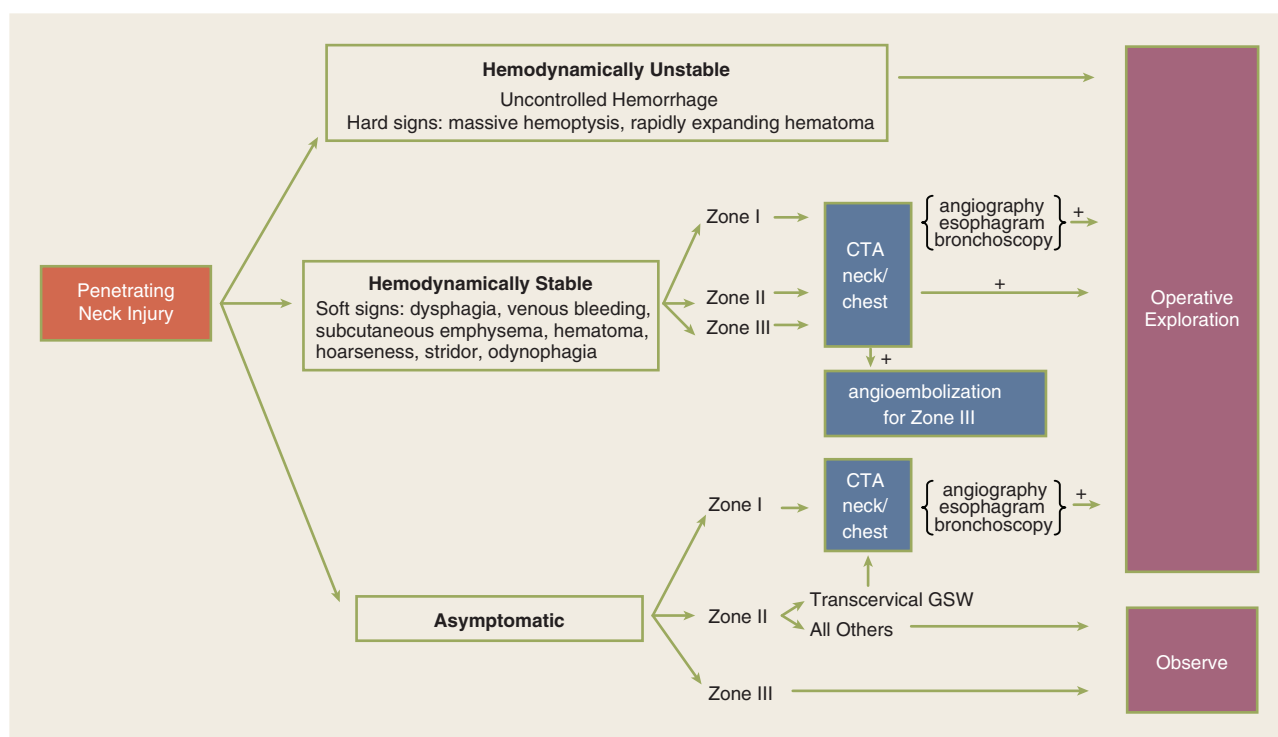 Hemodynamically Unstable
Uncontrolled Hemorrhage
Hard signs: massive hemoptysis, rapidly expanding hematoma
Penetrating
Neck Injury
Hemodynamically Stable
Soft signs: dysphagia, venous bleeding,
subcutaneous emphysema, hematoma,
hoarseness, stridor, odynophagia
Zone I
Zone II
Zone III
CTA
neck/
chest
angiography
esophagram
bronchoscopy
+
+
+
angioembolization
for Zone III
Operative
Exploration
Asymptomatic
Zone I
CTA
neck/
chest
angiography
esophagram
bronchoscopy
+
Zone II
Transcervical GSW
All Others
Zone III
Observe